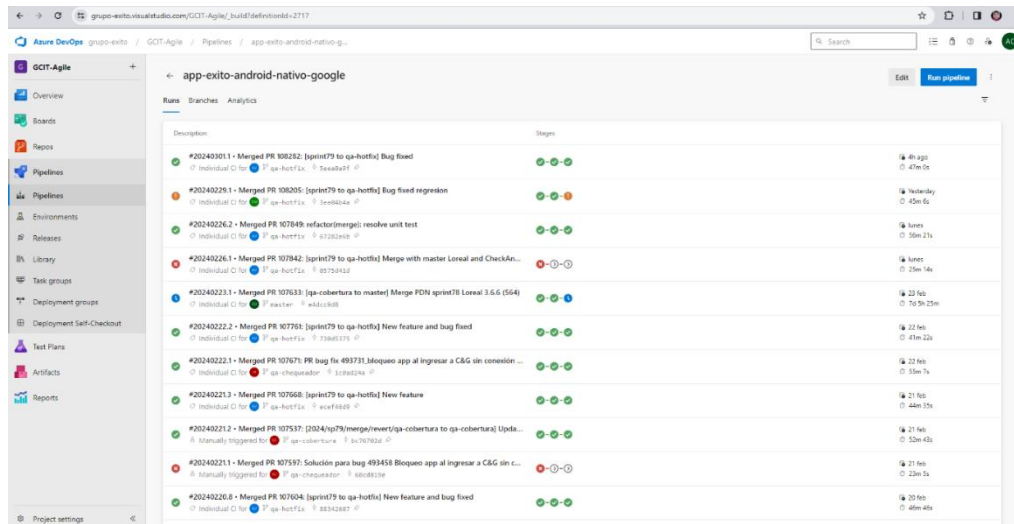 grupo-exito.visualstudio.com/GCIT-Agile/_build?definitionId=2717
Azure DevOps grupo-exito / GCIT-Agile / Pipelines / app-exito-android-nativo-g...
Search
AD
G GCIT-Agile +
Overview
Boards
Repos
Pipelines
Pipelines
Environments
Releases
Library
Task groups
Deployment groups
Deployment Self-Checkout
Test Plans
Artifacts
Reports
Project settings
app-exito-android-nativo-google
Edit Run pipeline
Runs Branches Analytics
Description Stages
#20240301.1 • Merged PR 108282: [sprint79 to qa-hotfix] Bug fixed
4h ago
Individual CI for qa-hotfix
47m 0s
#20240229.1 • Merged PR 108205: [sprint79 to qa-hotfix] Bug fixed regresion
Yesterday
Individual CI for qa-hotfix
45m 6s
#20240226.2 • Merged PR 107849: refactor(merge): resolve unit test
lunes
Individual CI for qa-hotfix
56m 21s
#20240226.1 • Merged PR 107842: [sprint79 to qa-hotfix] Merge with master Loreal and CheckAn...
lunes
Individual CI for qa-hotfix 0575d41d
25m 14s
#20240223.1 • Merged PR 107633: [qa-cobertura to master] Merge PDN sprint78 Loreal 3.6.6 (564)
23 feb
Individual CI for master e4dcc9d8
7d 5h 25m
#20240222.2 • Merged PR 107761: [sprint79 to qa-hotfix] New feature and bug fixed
22 feb
Individual CI for qa-hotfix 730d5375
41m 22s
#20240222.1 • Merged PR 107671: PR bug fix 493731_bloqueo app al ingresar a C&G sin conexión ...
22 feb
Individual CI for qa-chequeador 1c0ad24a
55m 7s
#20240221.3 • Merged PR 107668: [sprint79 to qa-hotfix] New feature
21 feb
Individual CI for qa-hotfix
44m 35s
#20240221.2 • Merged PR 107537: [2024/sp79/merge/revert/qa-cobertura to qa-cobertura] Upda...
21 feb
Manually triggered for qa-cobertura bc76702d
52m 43s
#20240221.1 • Merged PR 107597: Solución para bug 493458 Bloqueo app al ingresar a C&G sin c...
21 feb
Manually triggered for qa-chequeador 68cd815e
23m 5s
#20240220.8 • Merged PR 107604: [sprint79 to qa-hotfix] New feature and bug fixed
20 feb
Individual CI for qa-hotfix 88342607
46m 46s